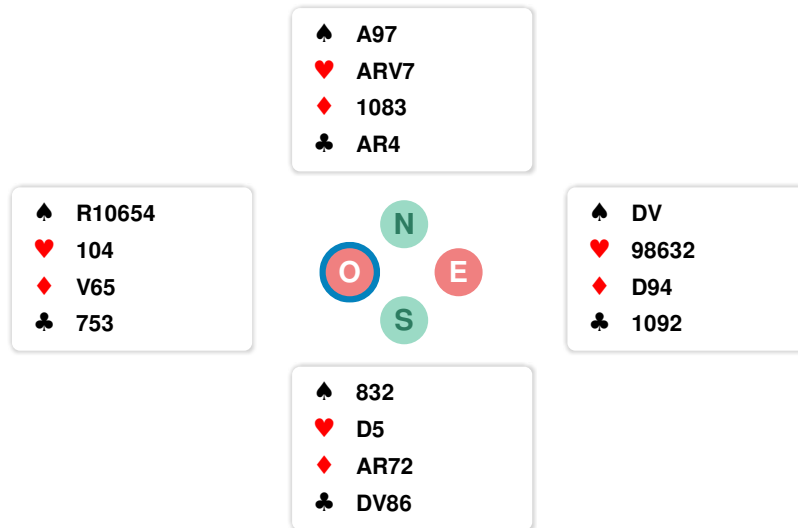 ♠ A97
♥ ARV7
♦ 1083
♣ AR4
♠ R10654
♥ 104
♦ V65
♣ 753
N
O
E
S
♠ DV
♥ 98632
♦ D94
♣ 1092
♠ 832
♥ D5
♦ AR72
♣ DV86